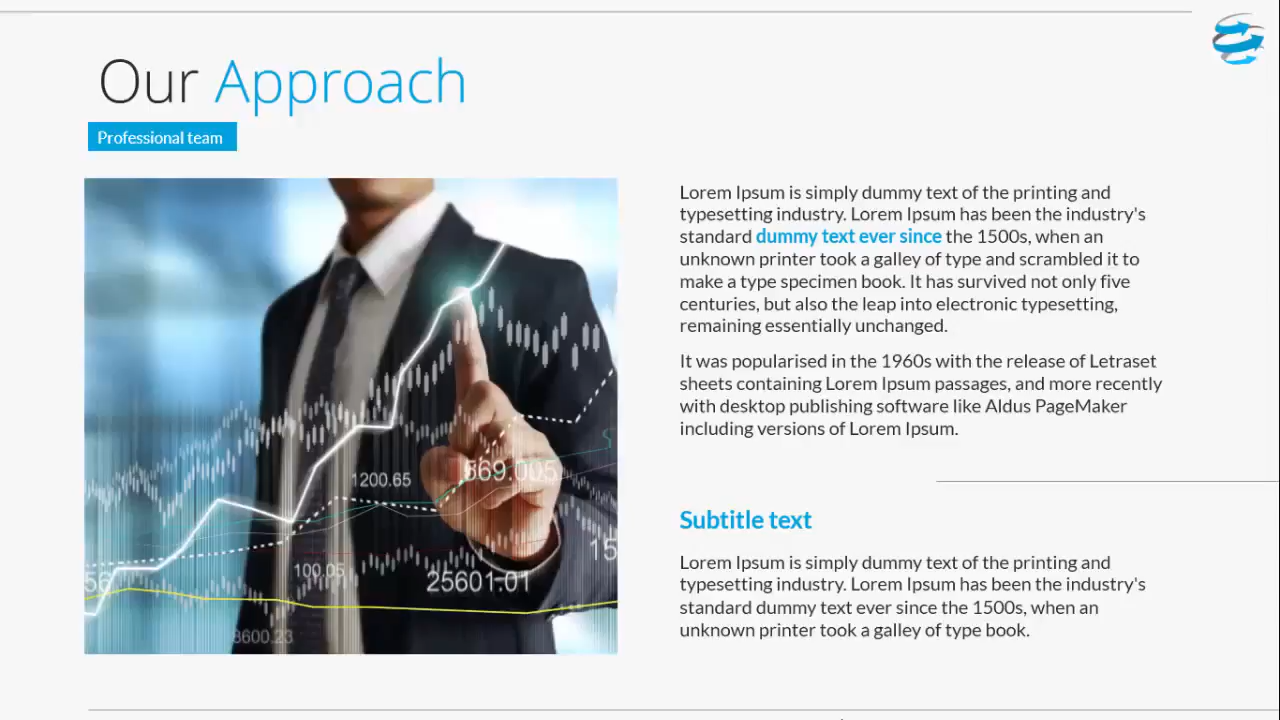 Our Approach
Professional team
Lorem Ipsum is simply dummy text of the printing and
typesetting industry. Lorem Ipsum has been the industry's
standard dummy text ever since the 1500s, when an
unknown printer took a galley of type and scrambled it to
make a type specimen book. It has survived not only five
centuries, but also the leap into electronic typesetting,
remaining essentially unchanged.
It was popularised in the 1960s with the release of Letraset
sheets containing Lorem Ipsum passages, and more recently
with desktop publishing software like Aldus PageMaker
including versions of Lorem Ipsum.
Subtitle text
Lorem Ipsum is simply dummy text of the printing and
typesetting industry. Lorem Ipsum has been the industry's
standard dummy text ever since the 1500s, when an
unknown printer took a galley of type book.
569.005
1200.65
15
100.05
56
25601.01
3600.23